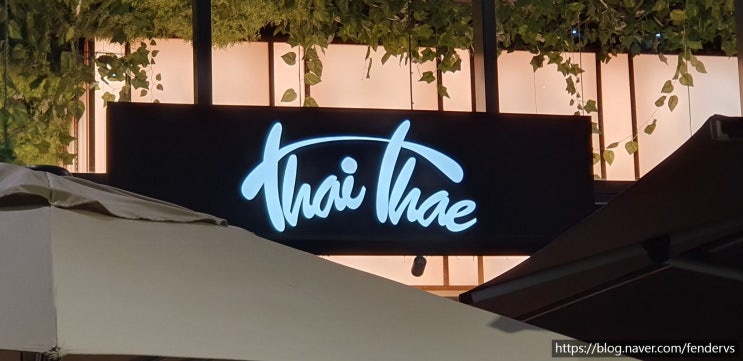 Thai Thae
https://blog.naver.com/fendervs